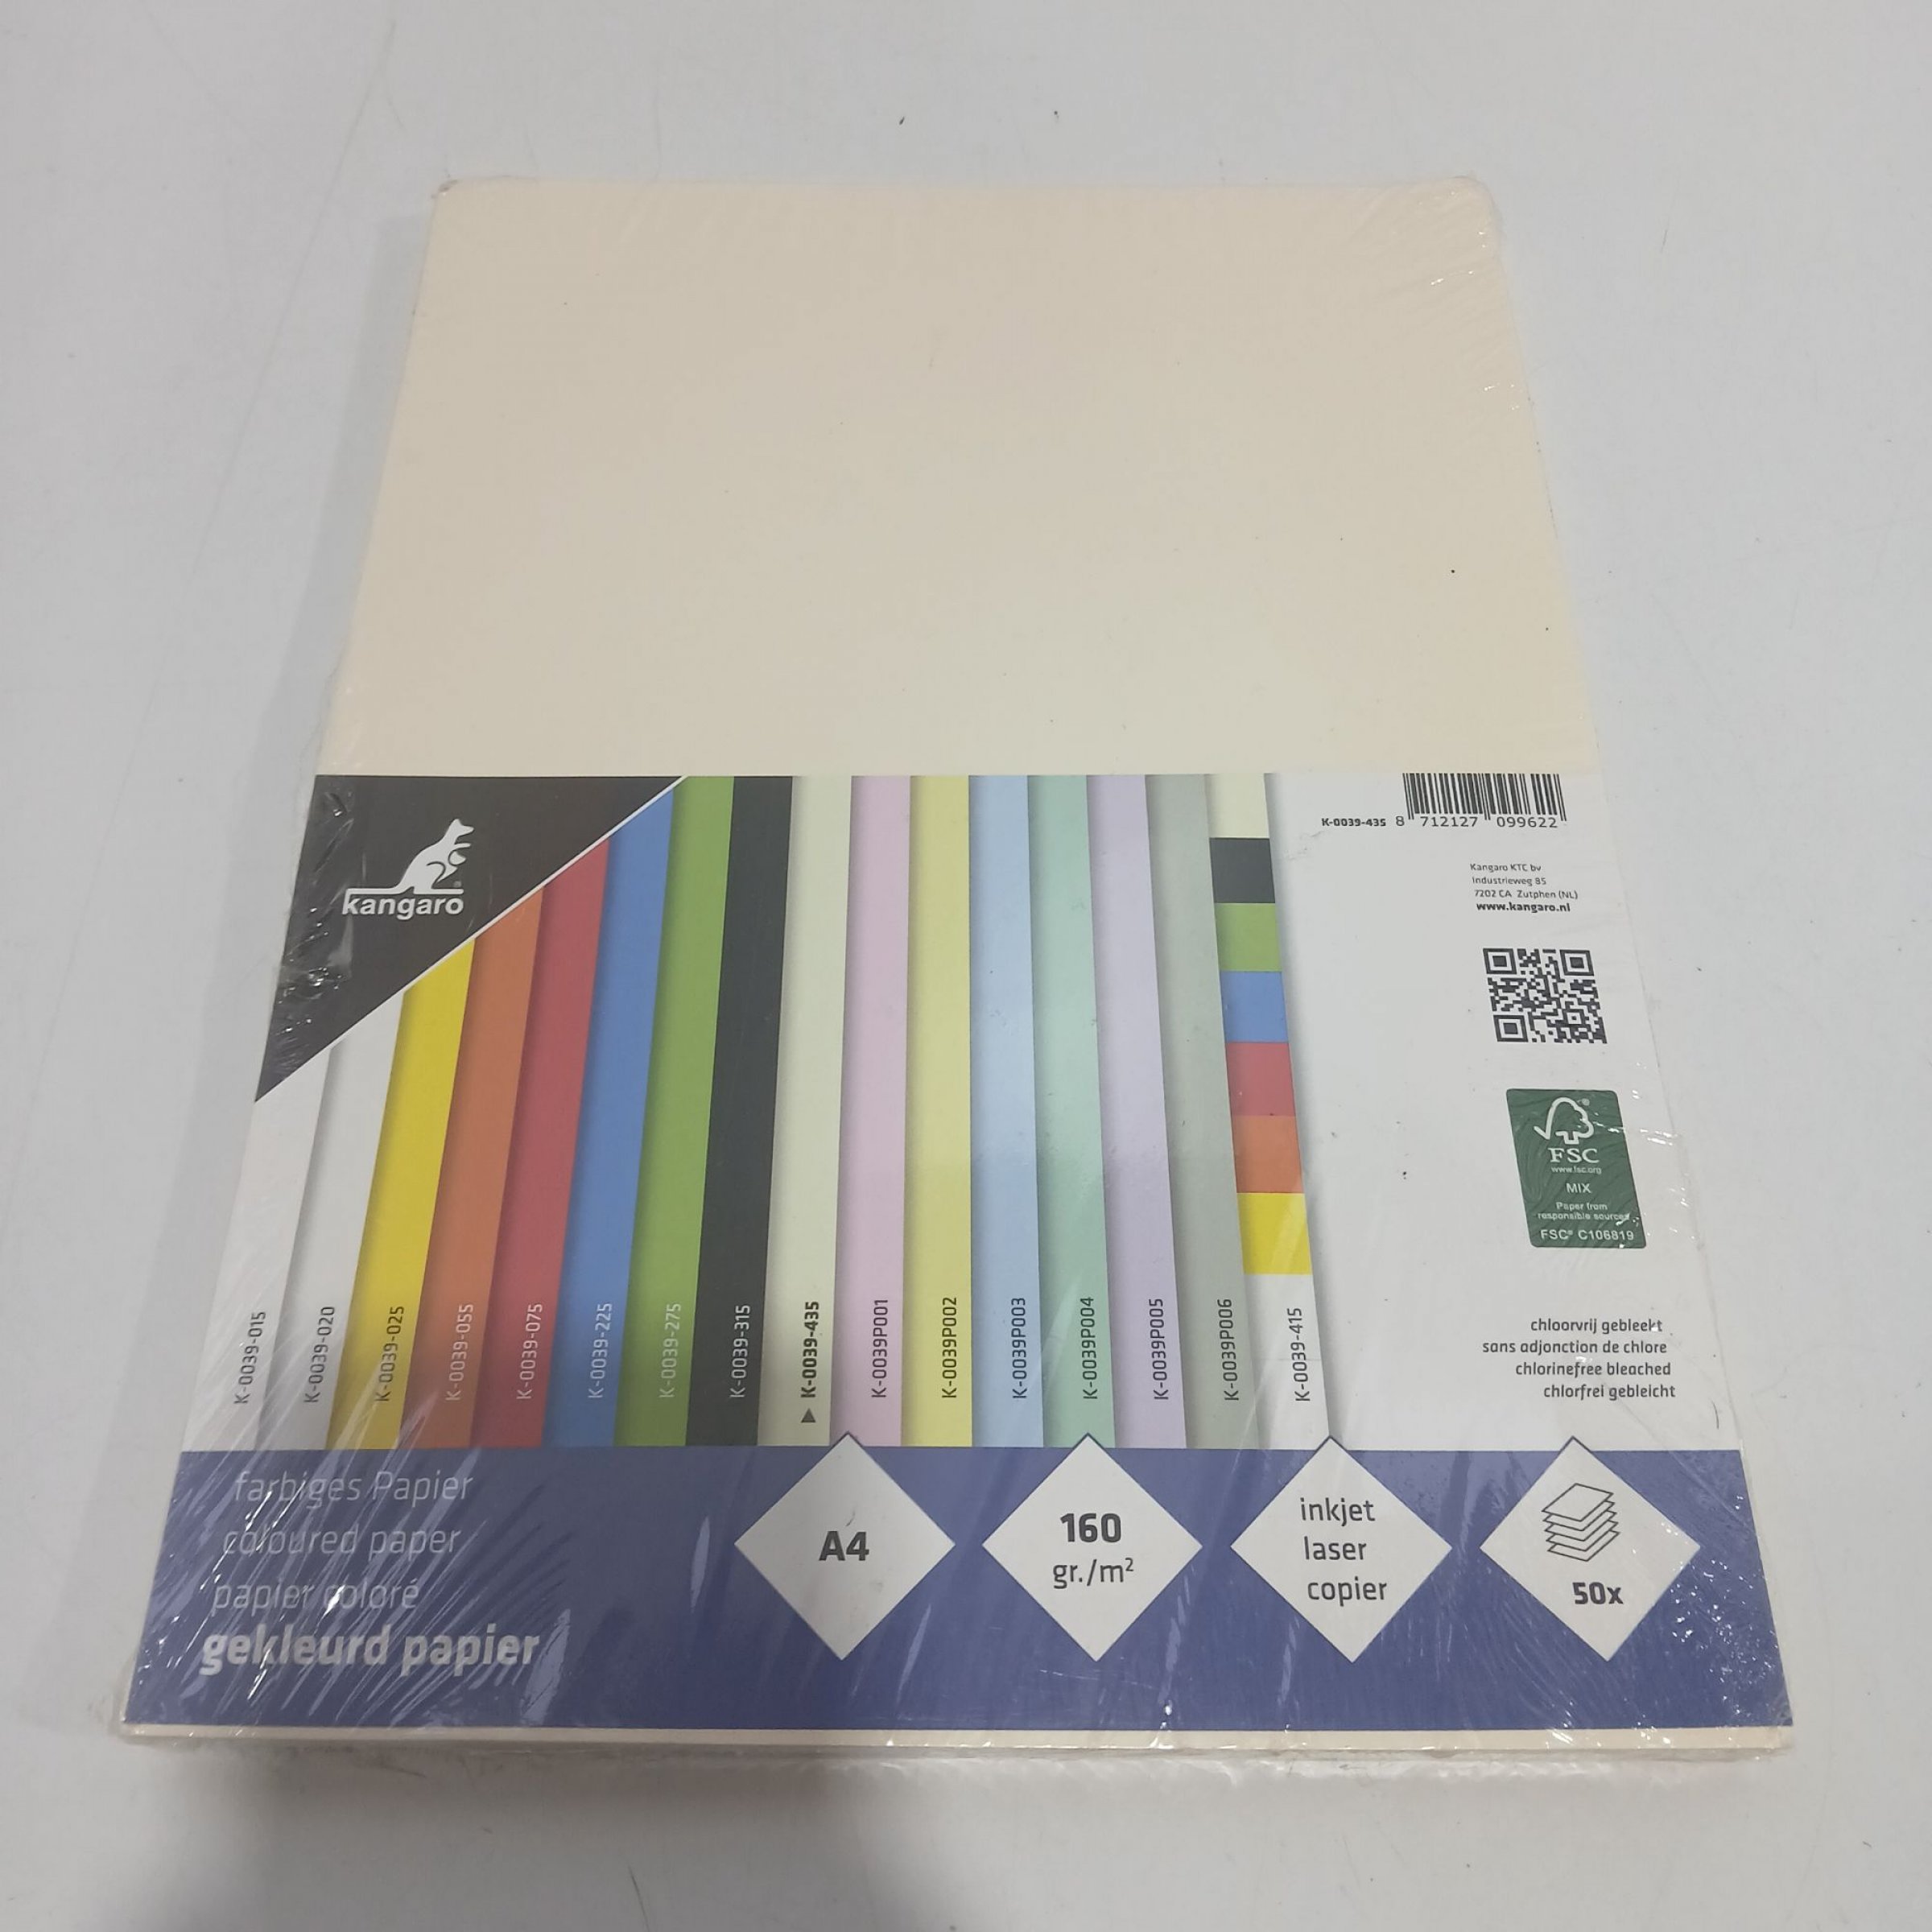 kangaro
K-0039-435 8 712127 099622
Kangaro KTC bv
Industrieweg 85
7202 CA Zutphen (NL)
www.kangaro.nl
FSC
www.fsc.org
MIX
Paper from
responsible sources
FSC® C106819
K-0039-015
K-0039-020
K-0039-025
K-0039-055
K-0039-075
K-0039-225
K-0039-275
K-0039-315
▶ K-0039-435
K-0039P001
K-0039P002
K-0039P003
K-0039P004
K-0039P005
K-0039P006
K-0039-415
chloorvrij gebleekt
sans adjonction de chlore
chlorinefree bleached
chlorfrei gebleicht
farbiges Papier
coloured paper
papier coloré
gekleurd papier
A4
160
gr./m²
inkjet
laser
copier
50x